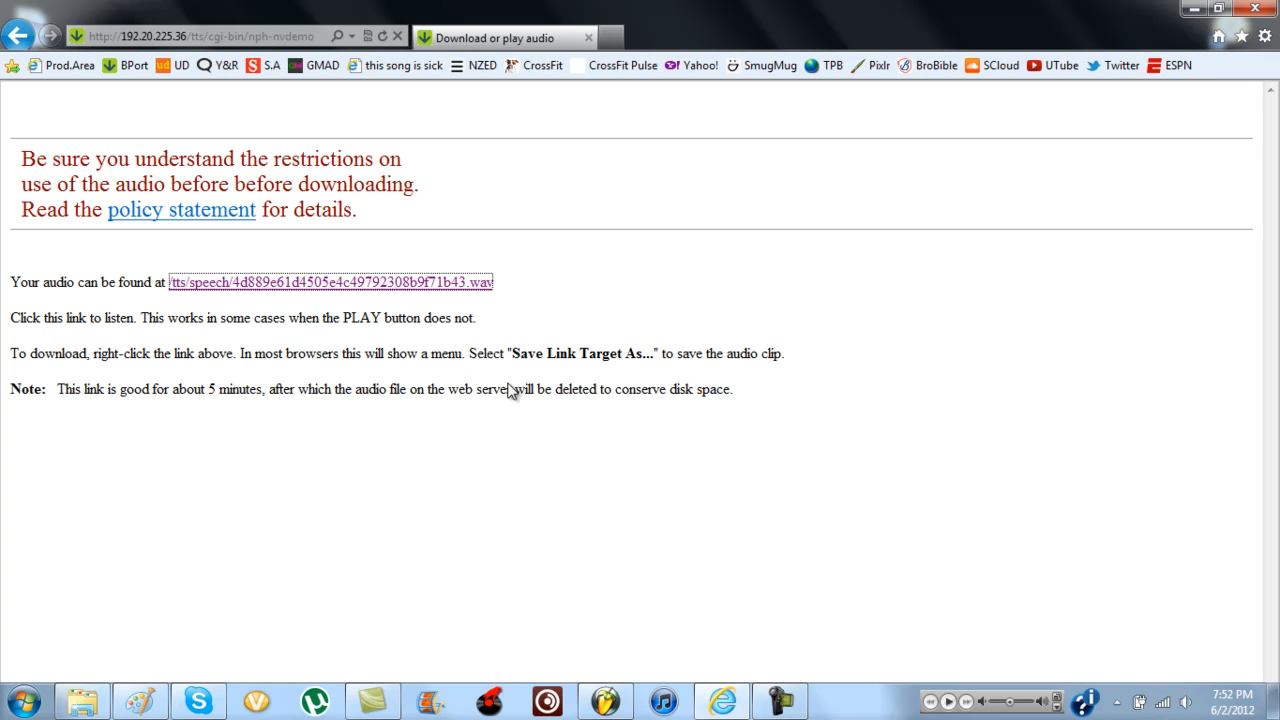 http://192.20.225.36/tts/cgi-bin/nph-nvdemo
Download or play audio
Prod.Area BPort UD Y&R S.A GMAD this song is sick NZED CrossFit CrossFit Pulse Yahoo! SmugMug TPB Pixlr BroBible SCloud UTube Twitter ESPN
Be sure you understand the restrictions on
use of the audio before before downloading.
Read the policy statement for details.
Your audio can be found at /tts/speech/4d889e61d4505e4c49792308b9f71b43.wav
Click this link to listen. This works in some cases when the PLAY button does not.
To download, right-click the link above. In most browsers this will show a menu. Select "Save Link Target As..." to save the audio clip.
Note: This link is good for about 5 minutes, after which the audio file on the web server will be deleted to conserve disk space.
7:52 PM
6/2/2012